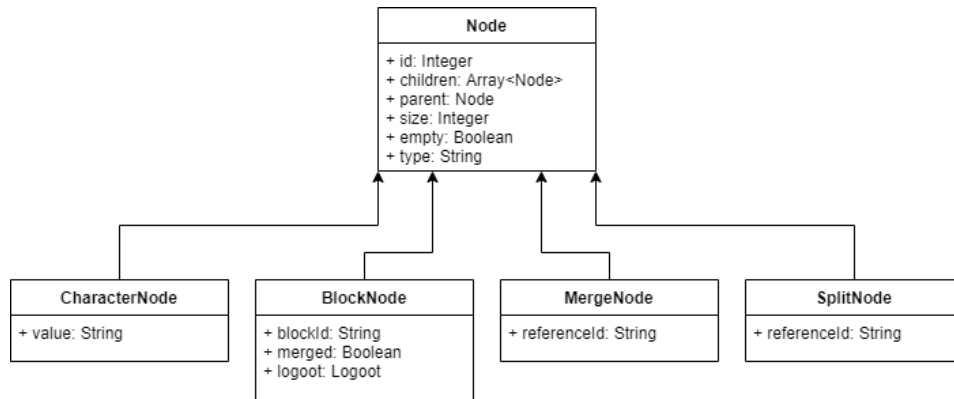 Node
+ id: Integer
+ children: Array<Node>
+ parent: Node
+ size: Integer
+ empty: Boolean
+ type: String
CharacterNode
+ value: String
BlockNode
+ blockId: String
+ merged: Boolean
+ logoot: Logoot
MergeNode
+ referenceId: String
SplitNode
+ referenceId: String